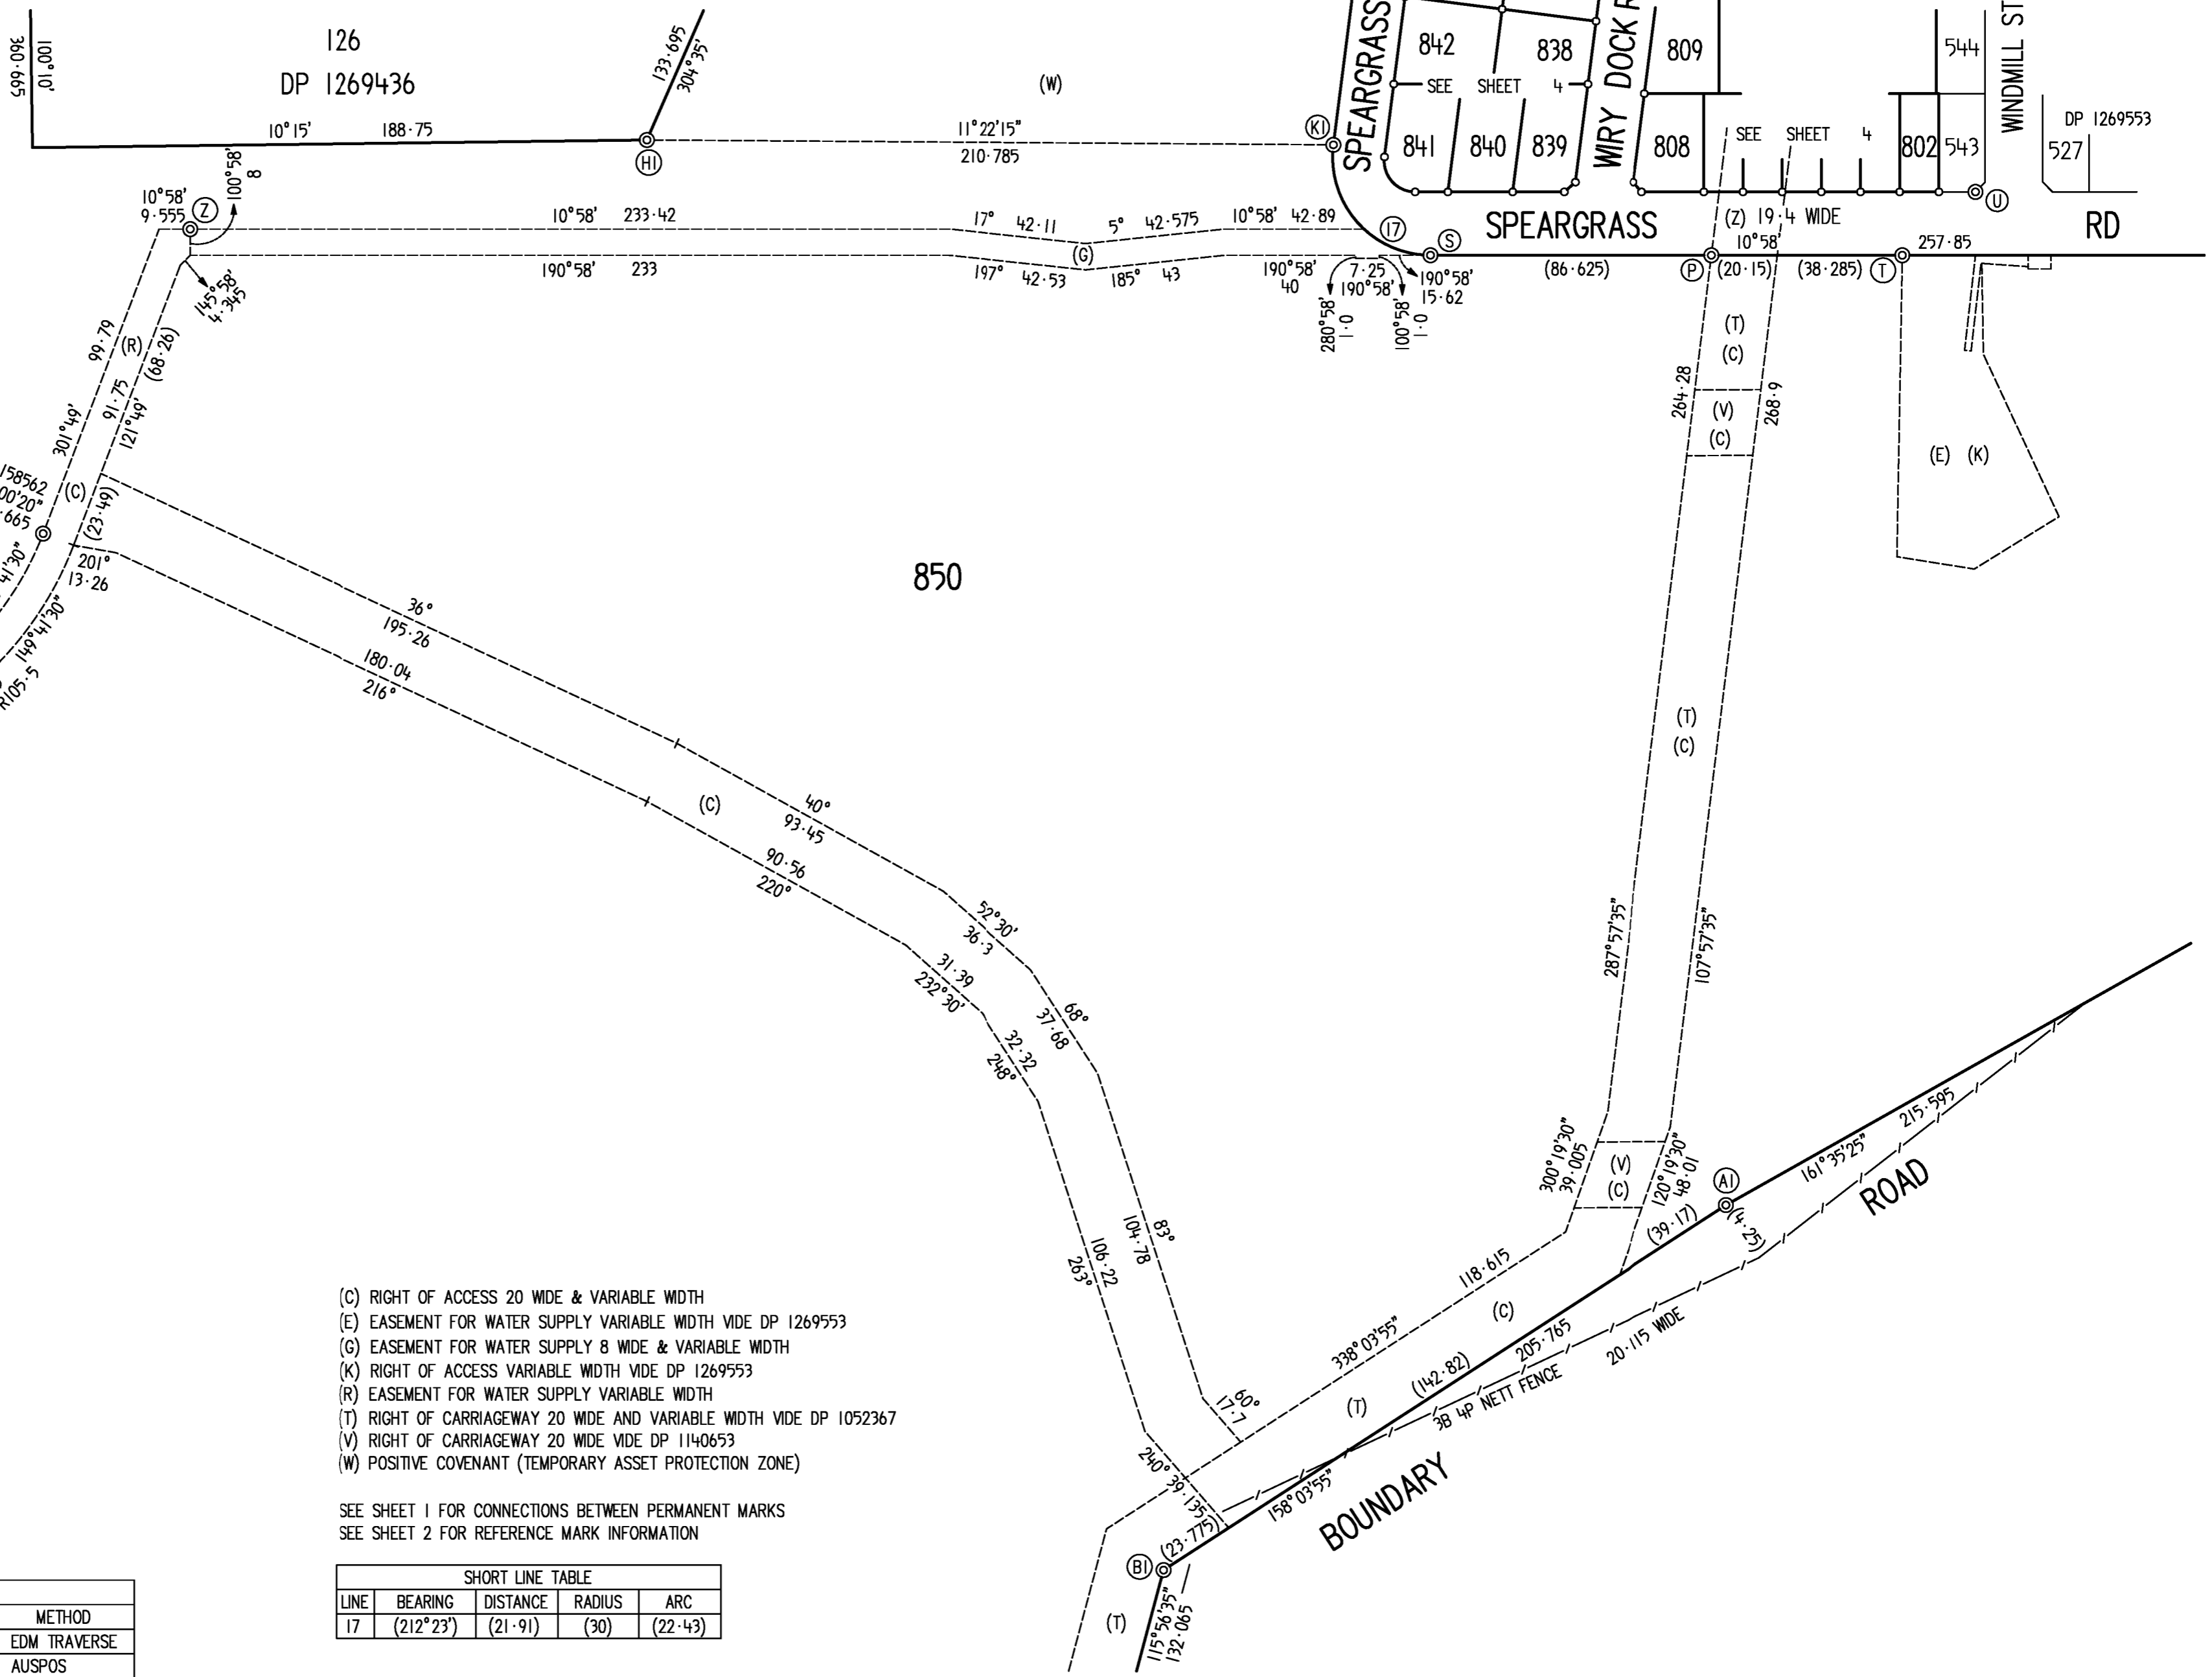 100°10'
360·665
126
DP 1269436
10°15' 188·75
133·695
304°35'
(W)
11°22'15"
210·785
H1
K1
SPEARGRASS
842
838
SEE SHEET 4
841
840
839
WIRY DOCK
809
808
SEE SHEET 4
802
544
543
WINDMILL ST
DP 1269553
527
U
10°58'
9·555
Z
100°58'
8
10°58' 233·42
17° 42·11
5° 42·575
10°58' 42·89
17
S
SPEARGRASS
(Z) 19·4 WIDE
RD
10°58'
257·85
(G)
190°58' 233
197° 42·53
185° 43
190°58'
40
7·25
190°58'
190°58'
15·62
280°58'
1·0
100°58'
1·0
(86·625)
P
(20·15)
(38·285)
T
145°58'
4·345
99·79
301°49'
(R)
91·75
121°49'
(68·26)
(C)
(23·49)
158562
00'20"
·665
41'30"
201°
13·26
149°41'30"
R105·5
36°
195·26
180·04
216°
850
(T)
(C)
264·28
268·9
(V)
(C)
(E) (K)
(T)
(C)
(C)
40°
93·45
90·56
220°
52°30'
36·3
31·39
232°30'
68°
37·68
32·32
248°
287°57'35"
107°57'35"
83°
104·78
106·22
263°
300°19'30"
39·005
(V)
(C)
120°19'30"
48·01
A1
161°35'25"
215·595
ROAD
(39·17)
(4·25)
118·615
338°03'55"
(C)
205·765
(142·82)
20·115 WIDE
3B 4P NETT FENCE
(T)
60°
17·7
240°
39·135
158°03'55"
BOUNDARY
(23·775)
B1
(T)
115°56'35"
132·065
(C) RIGHT OF ACCESS 20 WIDE & VARIABLE WIDTH
(E) EASEMENT FOR WATER SUPPLY VARIABLE WIDTH VIDE DP 1269553
(G) EASEMENT FOR WATER SUPPLY 8 WIDE & VARIABLE WIDTH
(K) RIGHT OF ACCESS VARIABLE WIDTH VIDE DP 1269553
(R) EASEMENT FOR WATER SUPPLY VARIABLE WIDTH
(T) RIGHT OF CARRIAGEWAY 20 WIDE AND VARIABLE WIDTH VIDE DP 1052367
(V) RIGHT OF CARRIAGEWAY 20 WIDE VIDE DP 1140653
(W) POSITIVE COVENANT (TEMPORARY ASSET PROTECTION ZONE)
SEE SHEET 1 FOR CONNECTIONS BETWEEN PERMANENT MARKS
SEE SHEET 2 FOR REFERENCE MARK INFORMATION
SHORT LINE TABLE
LINE BEARING DISTANCE RADIUS ARC
17 (212°23') (21·91) (30) (22·43)
METHOD
EDM TRAVERSE
AUSPOS